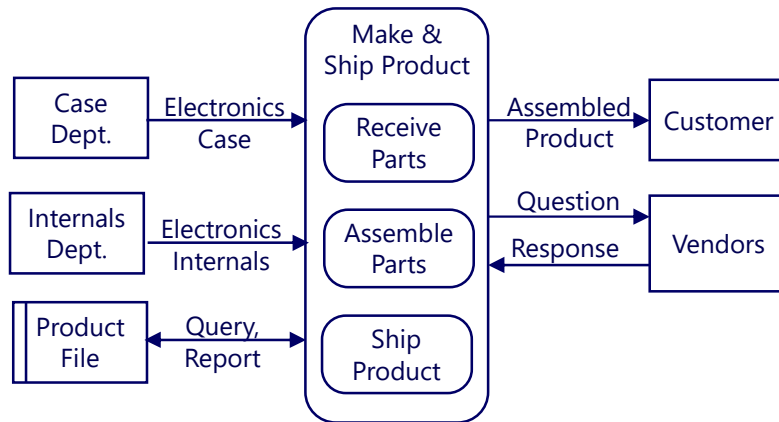 Make &
Ship Product
Case
Dept.
Electronics
Case
Receive
Parts
Assembled
Product
Customer
Internals
Dept.
Electronics
Internals
Assemble
Parts
Question
Response
Vendors
Product
File
Query,
Report
Ship
Product